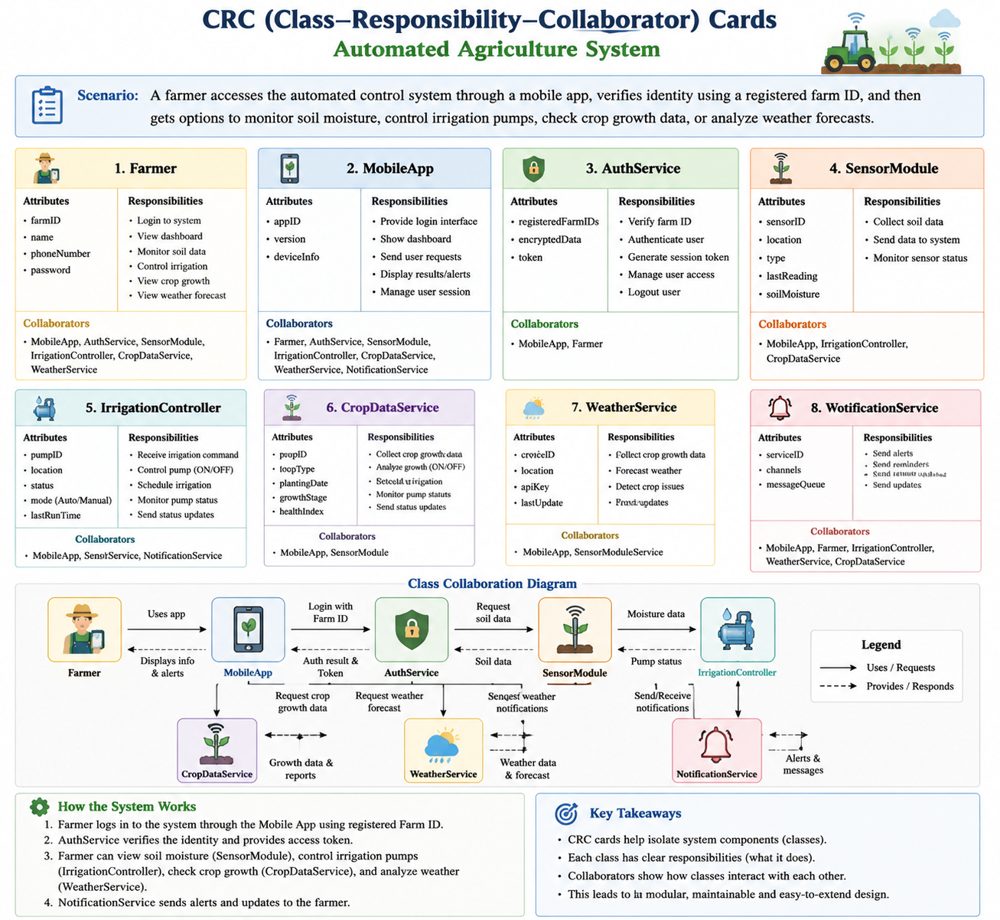 CRC (Class–Responsibility–Collaborator) Cards
Automated Agriculture System
Scenario: A farmer accesses the automated control system through a mobile app, verifies identity using a registered farm ID, and then
gets options to monitor soil moisture, control irrigation pumps, check crop growth data, or analyze weather forecasts.
1. Farmer
Attributes
• farmID
• name
• phoneNumber
• password
Responsibilities
• Login to system
• View dashboard
• Monitor soil data
• Control irrigation
• View crop growth
• View weather forecast
Collaborators
• MobileApp, AuthService, SensorModule,
IrrigationController, CropDataService,
WeatherService
2. MobileApp
Attributes
• appID
• version
• deviceInfo
Responsibilities
• Provide login interface
• Show dashboard
• Send user requests
• Display results/alerts
• Manage user session
Collaborators
• Farmer, AuthService, SensorModule,
IrrigationController, CropDataService,
WeatherService, NotificationService
3. AuthService
Attributes
• registeredFarmIDs
• encryptedData
• token
Responsibilities
• Verify farm ID
• Authenticate user
• Generate session token
• Manage user access
• Logout user
Collaborators
• MobileApp, Farmer
4. SensorModule
Attributes
• sensorID
• location
• type
• lastReading
• soilMoisture
Responsibilities
• Collect soil data
• Send data to system
• Monitor sensor status
Collaborators
• MobileApp, IrrigationController,
CropDataService
5. IrrigationController
Attributes
• pumpID
• location
• status
• mode (Auto/Manual)
• lastRunTime
Responsibilities
• Receive irrigation command
• Control pump (ON/OFF)
• Schedule irrigation
• Monitor pump status
• Send status updates
Collaborators
• MobileApp, SensrService, NotificationService
6. CropDataService
Attributes
•
•
• plantingDate
• growthStage
• healthIndex
Responsibilities
• Collect crop growth data
• Analyze growth (ON/OFF)
•
• Monitor pump statuts
• Send status updates
Collaborators
• MobileApp, SensorModule
7. WeatherService
Attributes
•
• location
• apiKey
• lastUpdate
Responsibilities
• Follect crop growth data
• Forecast weather
• Detect crop issues
•
Collaborators
• MobileApp, SensorModuleService
8. WotificationService
Attributes
• serviceID
• channels
• messageQueue
Responsibilities
• Send alerts
• Send reminders
• Send
• Send updates
Collaborators
• MobileApp, Farmer, IrrigationController,
WeatherService, CropDataService
Class Collaboration Diagram
Farmer
Uses app
Displays info
& alerts
MobileApp
Login with
Farm ID
Auth result &
Token
AuthService
Request
soil data
Soil data
SensorModule
Moisture data
Pump status
IrrigationController
Legend
Uses / Requests
Provides / Responds
Request crop
growth data
Request weather
forecast
Senqest weather
notifications
Send/Receive
notifications
CropDataService
Growth data &
reports
WeatherService
Weather data
& forecast
NotificationService
Alerts &
messages
How the System Works
1. Farmer logs in to the system through the Mobile App using registered Farm ID.
2. AuthService verifies the identity and provides access token.
3. Farmer can view soil moisture (SensorModule), control irrigation pumps
(IrrigationController), check crop growth (CropDataService), and analyze weather
(WeatherService).
4. NotificationService sends alerts and updates to the farmer.
Key Takeaways
• CRC cards help isolate system components (classes).
• Each class has clear responsibilities (what it does).
• Collaborators show how classes interact with each other.
• This leads to modular, maintainable and easy-to-extend design.